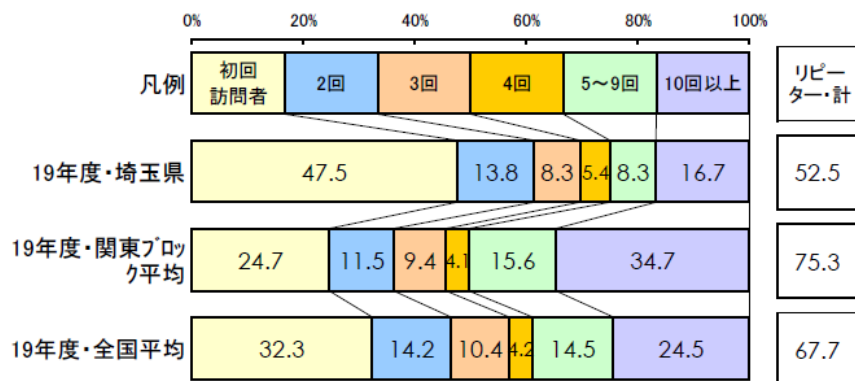 0% 20% 40% 60% 80% 100%
凡例
初回
訪問者
2回
3回
4回
5～9回
10回以上
リピー
ター・計
19年度・埼玉県
47.5 13.8 8.3 5.4 8.3 16.7 52.5
19年度・関東ﾌﾞﾛｯ
ｸ平均
24.7 11.5 9.4 4.1 15.6 34.7 75.3
19年度・全国平均
32.3 14.2 10.4 4.2 14.5 24.5 67.7